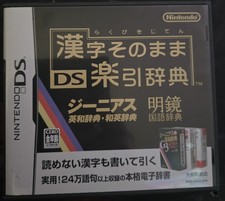 Nintendo
らくびきじてん
漢字そのまま
DS楽引辞典
ジーニアス
英和辞典・和英辞典
明鏡
国語辞典
NINTENDO DS
CERO
読めない漢字も書いて引く
実用!24万語句以上収録の本格電子辞書